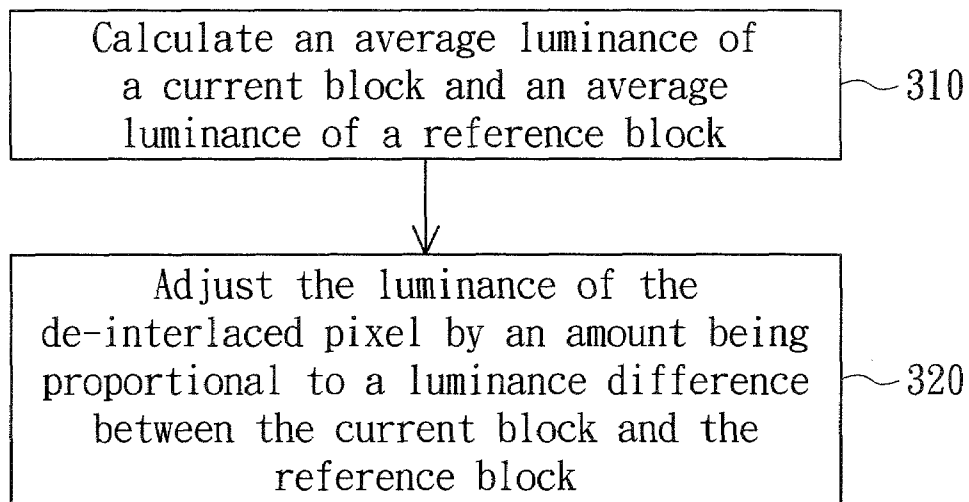 Calculate an average luminance of
a current block and an average
luminance of a reference block
310
Adjust the luminance of the
de-interlaced pixel by an amount being
proportional to a luminance difference
between the current block and the
reference block
320